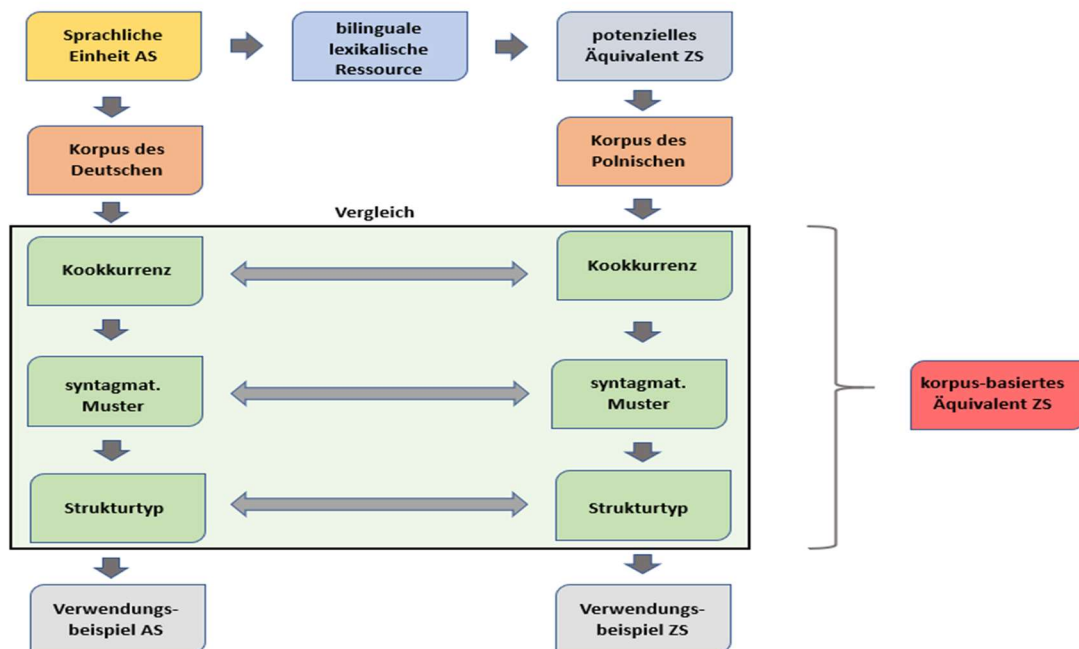 Sprachliche
Einheit AS
bilinguale
lexikalische
Ressource
potenzielles
Äquivalent ZS
Korpus des
Deutschen
Korpus des
Polnischen
Vergleich
Kookkurrenz
Kookkurrenz
syntagmat.
Muster
syntagmat.
Muster
Strukturtyp
Strukturtyp
korpus-basiertes
Äquivalent ZS
Verwendungs-
beispiel AS
Verwendungs-
beispiel ZS